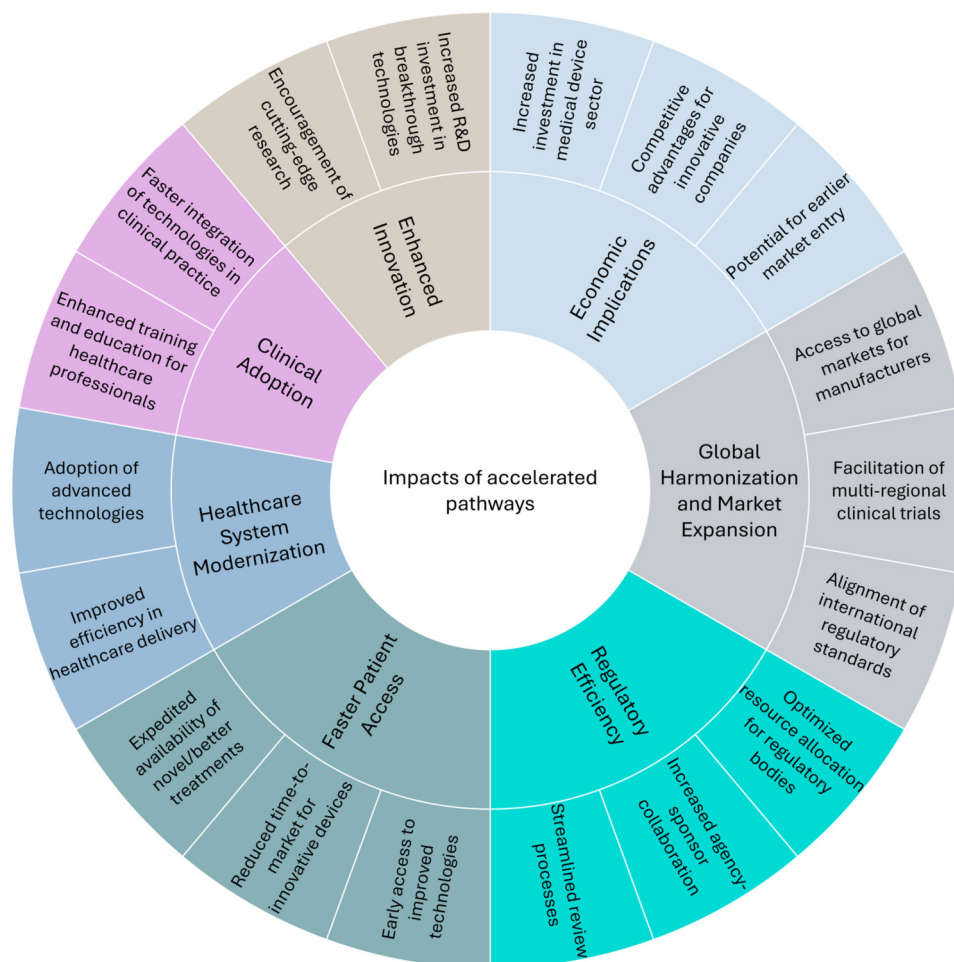 Impacts of accelerated
pathways
Economic
Implications
Increased
investment in
medical device
sector
Competitive
advantages for
innovative
companies
Potential for earlier
market entry
Global
Harmonization
and Market
Expansion
Access to global
markets for
manufacturers
Facilitation of
multi-regional
clinical trials
Alignment of
international
regulatory
standards
Regulatory
Efficiency
Optimized
resource allocation
for regulatory
bodies
Increased agency-
sponsor
collaboration
Streamlined review
processes
Faster Patient
Access
Early access to
improved
technologies
Reduced time-to-
market for
innovative devices
Expedited
availability of
novel/better
treatments
Healthcare
System
Modernization
Improved
efficiency in
healthcare delivery
Adoption of
advanced
technologies
Clinical
Adoption
Enhanced training
and education for
healthcare
professionals
Faster integration
of technologies in
clinical practice
Enhanced
Innovation
Encouragement of
cutting-edge
research
Increased R&D
investment in
breakthrough
technologies